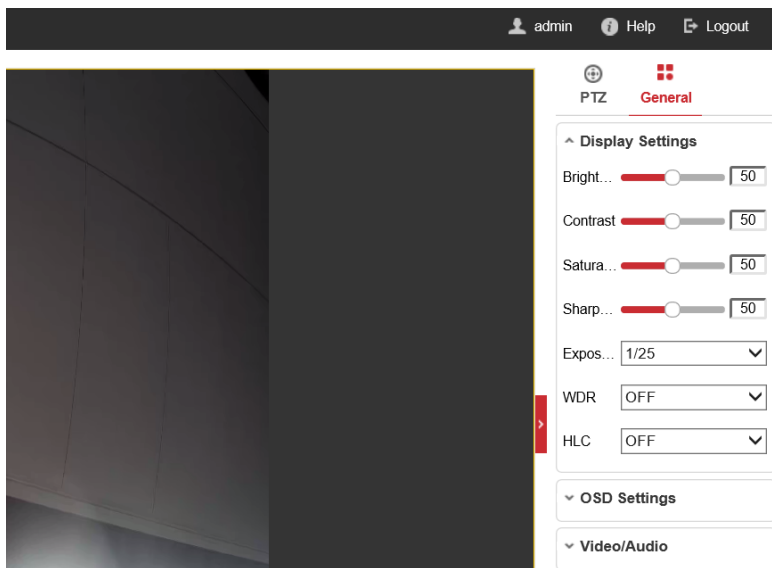 admin Help Logout
PTZ General
Display Settings
Bright... 50
Contrast 50
Satura... 50
Sharp... 50
Expos... 1/25
WDR OFF
HLC OFF
OSD Settings
Video/Audio